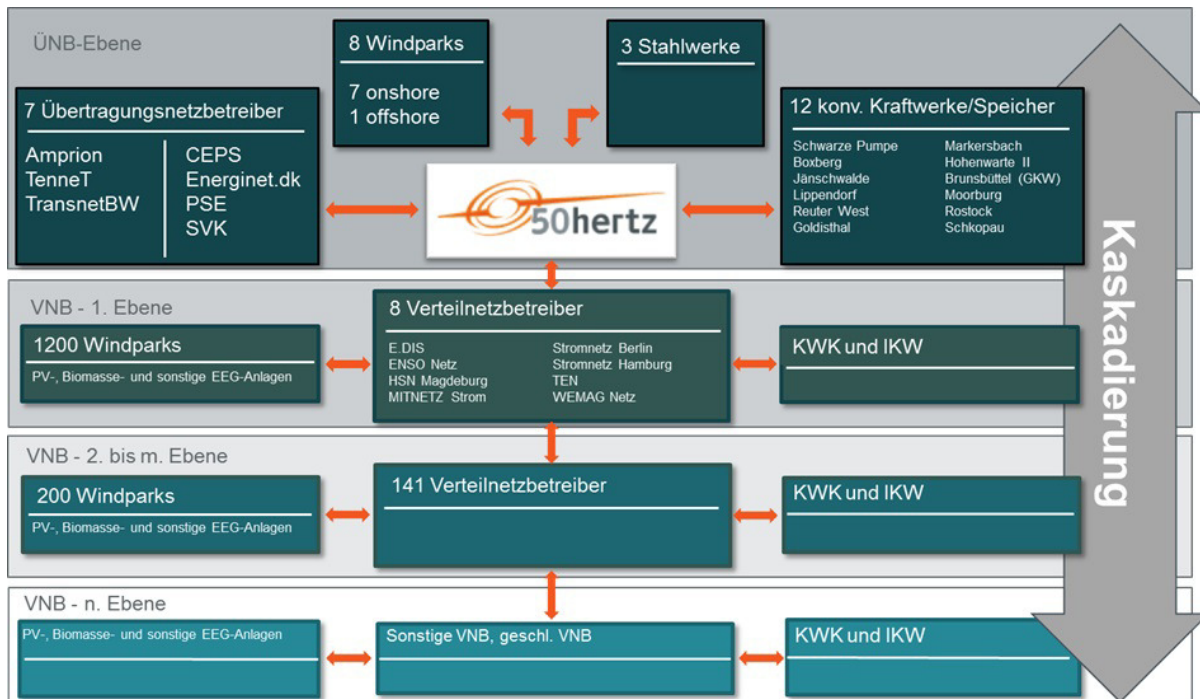 ÜNB-Ebene
8 Windparks
7 onshore
1 offshore
3 Stahlwerke
7 Übertragungsnetzbetreiber
Amprion
TenneT
TransnetBW
CEPS
Energinet.dk
PSE
SVK
50hertz
12 konv. Kraftwerke/Speicher
Schwarze Pumpe
Boxberg
Jänschwalde
Lippendorf
Reuter West
Goldisthal
Markersbach
Hohenwarte II
Brunsbüttel (GKW)
Moorburg
Rostock
Schkopau
Kaskadierung
VNB - 1. Ebene
1200 Windparks
PV-, Biomasse- und sonstige EEG-Anlagen
8 Verteilnetzbetreiber
E.DIS
ENSO Netz
HSN Magdeburg
MITNETZ Strom
Stromnetz Berlin
Stromnetz Hamburg
TEN
WEMAG Netz
KWK und IKW
VNB - 2. bis m. Ebene
200 Windparks
PV-, Biomasse- und sonstige EEG-Anlagen
141 Verteilnetzbetreiber
KWK und IKW
VNB - n. Ebene
PV-, Biomasse- und sonstige EEG-Anlagen
Sonstige VNB, geschl. VNB
KWK und IKW